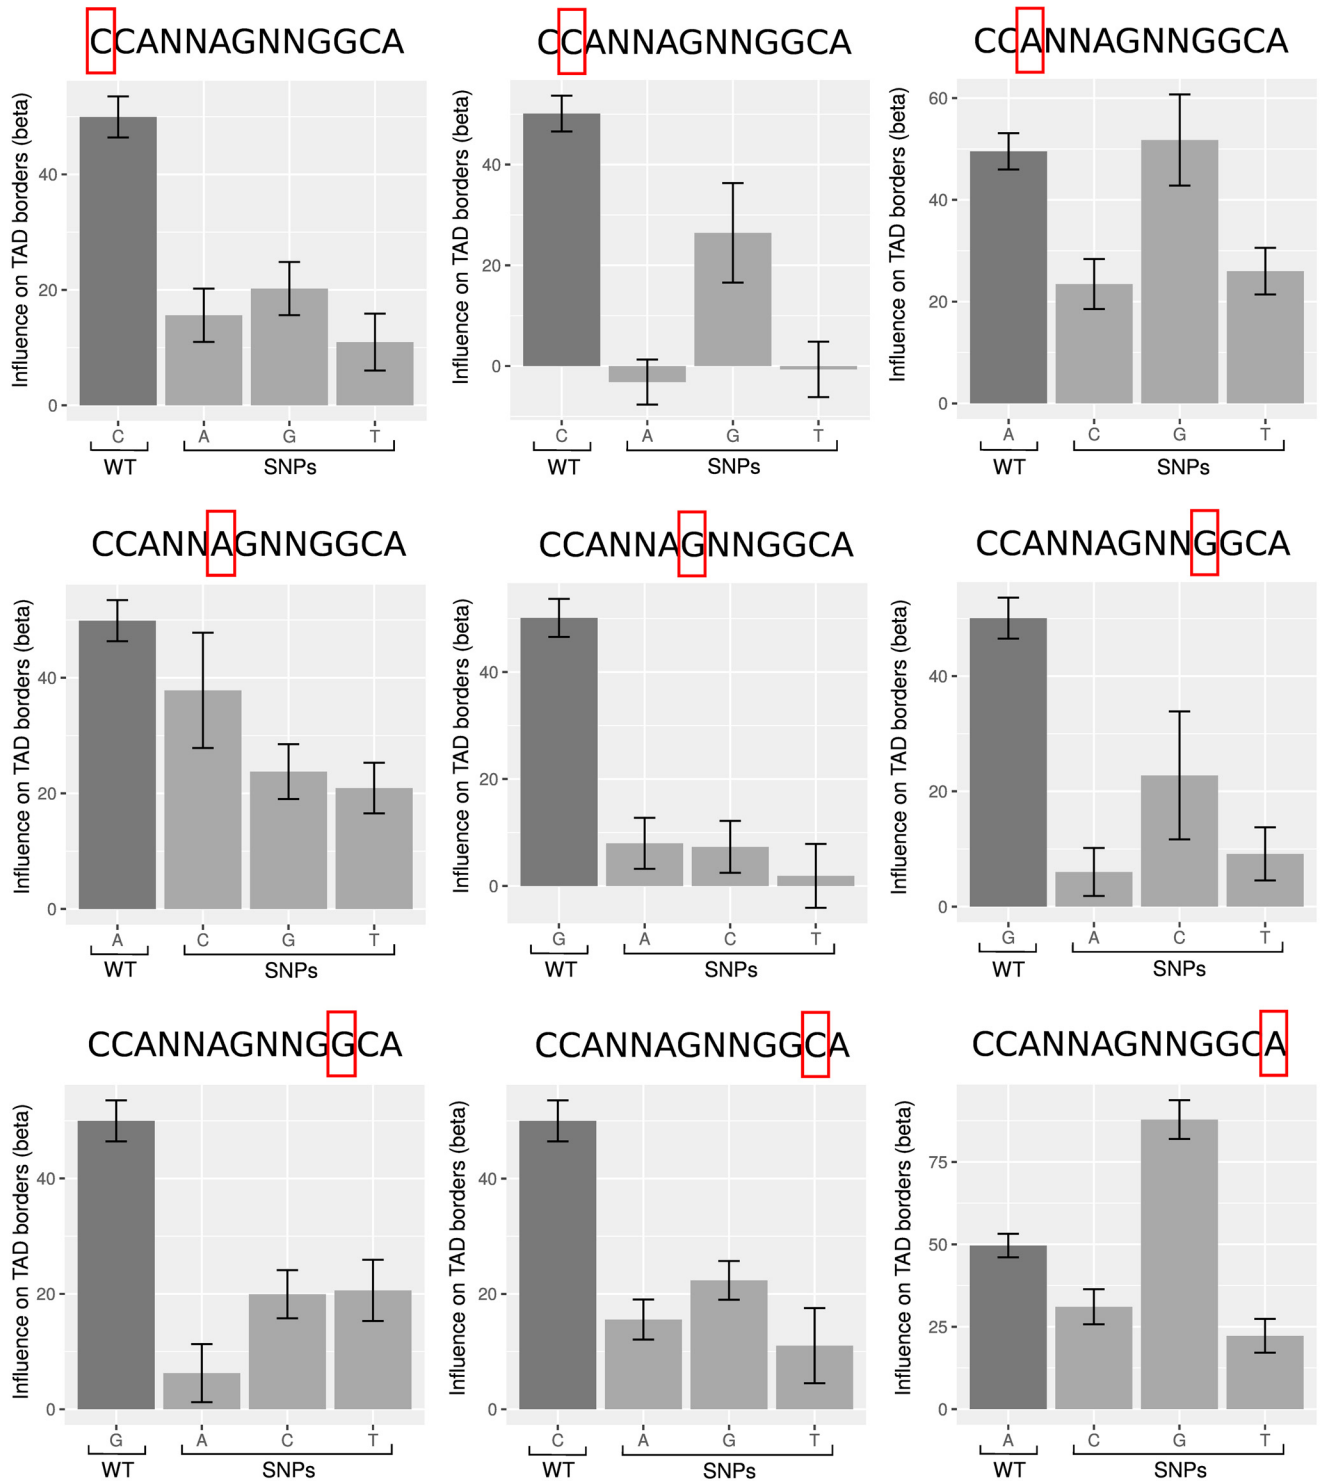 CCANNAGNNGGCA
Influence on TAD borders (beta)
40
20
0
C
A
G
T
WT
SNPs
CCANNAGNNGGCA
Influence on TAD borders (beta)
40
20
0
C
A
G
T
WT
SNPs
CCANNAGNNGGCA
Influence on TAD borders (beta)
60
40
20
0
A
C
G
T
WT
SNPs
CCANNAGNNGGCA
Influence on TAD borders (beta)
40
20
0
A
C
G
T
WT
SNPs
CCANNAGNNGGCA
Influence on TAD borders (beta)
40
20
0
G
A
C
T
WT
SNPs
CCANNAGNNGGCA
Influence on TAD borders (beta)
40
20
0
G
A
C
T
WT
SNPs
CCANNAGNNGGCA
Influence on TAD borders (beta)
40
20
0
G
A
C
T
WT
SNPs
CCANNAGNNGGCA
Influence on TAD borders (beta)
40
20
0
C
A
G
T
WT
SNPs
CCANNAGNNGGCA
Influence on TAD borders (beta)
75
50
25
0
A
C
G
T
WT
SNPs